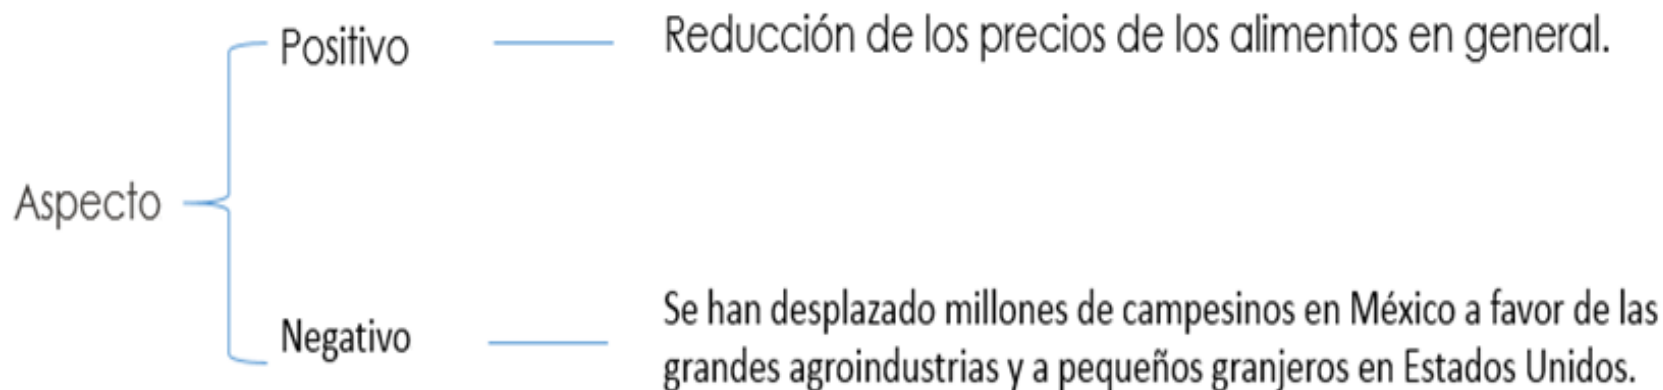 Positivo
Reducción de los precios de los alimentos en general.
Aspecto
Negativo
Se han desplazado millones de campesinos en México a favor de las
grandes agroindustrias y a pequeños granjeros en Estados Unidos.